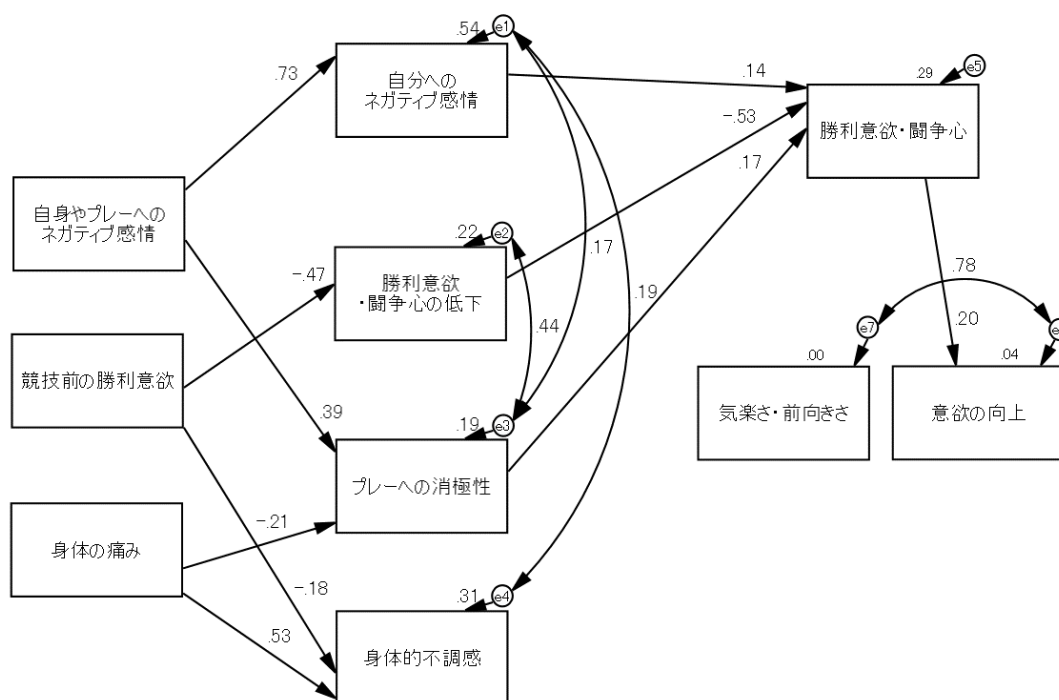 .54
e1
.73
自分への
ネガティブ感情
.14
.29
e5
-.53
勝利意欲・闘争心
.17
自身やプレーへの
ネガティブ感情
.22
e2
-.47
勝利意欲
・闘争心の低下
.17
.44
.19
.78
.20
e7
e
.00
.04
競技前の勝利意欲
.39
気楽さ・前向きさ
意欲の向上
.19
e3
プレーへの消極性
-.21
身体の痛み
-.18
.31
e4
.53
身体的不調感